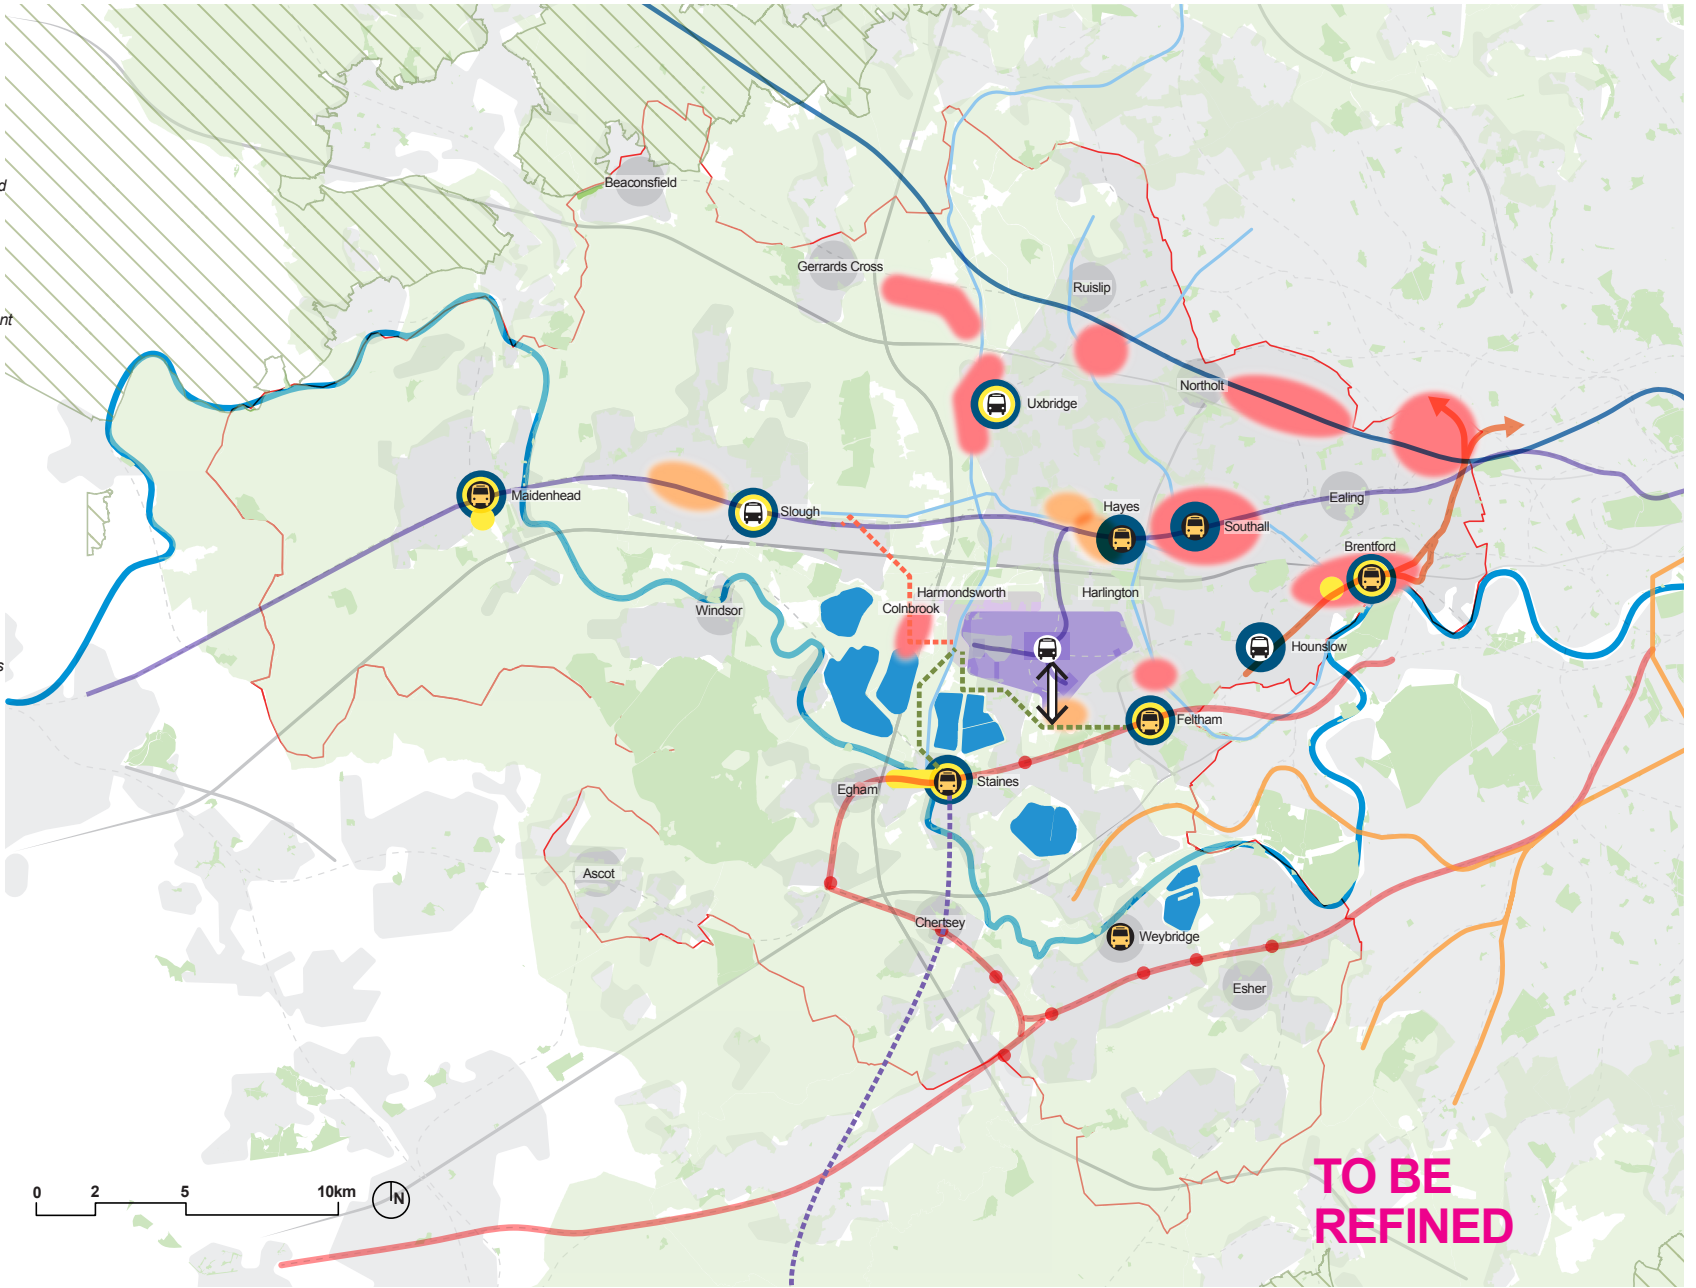 d
Beaconsfield
Gerrards Cross
Ruislip
nt
Northolt
Uxbridge
Maidenhead
Slough
Ealing
Hayes
Southall
Brentford
Harmondsworth
Harlington
Colnbrook
Windsor
Hounslow
s
Feltham
Staines
Egham
Ascot
Chertsey
Weybridge
Esher
TO BE
REFINED
0 2 5 10km
N